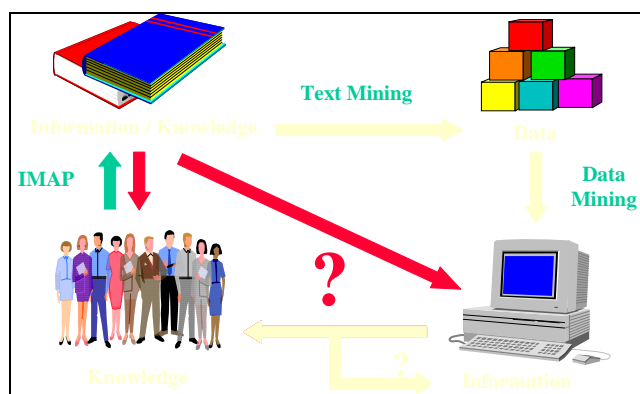 Text Mining
Information / Knowledge
Data
IMAP
Data
Mining
?
?
Knowledge
Information